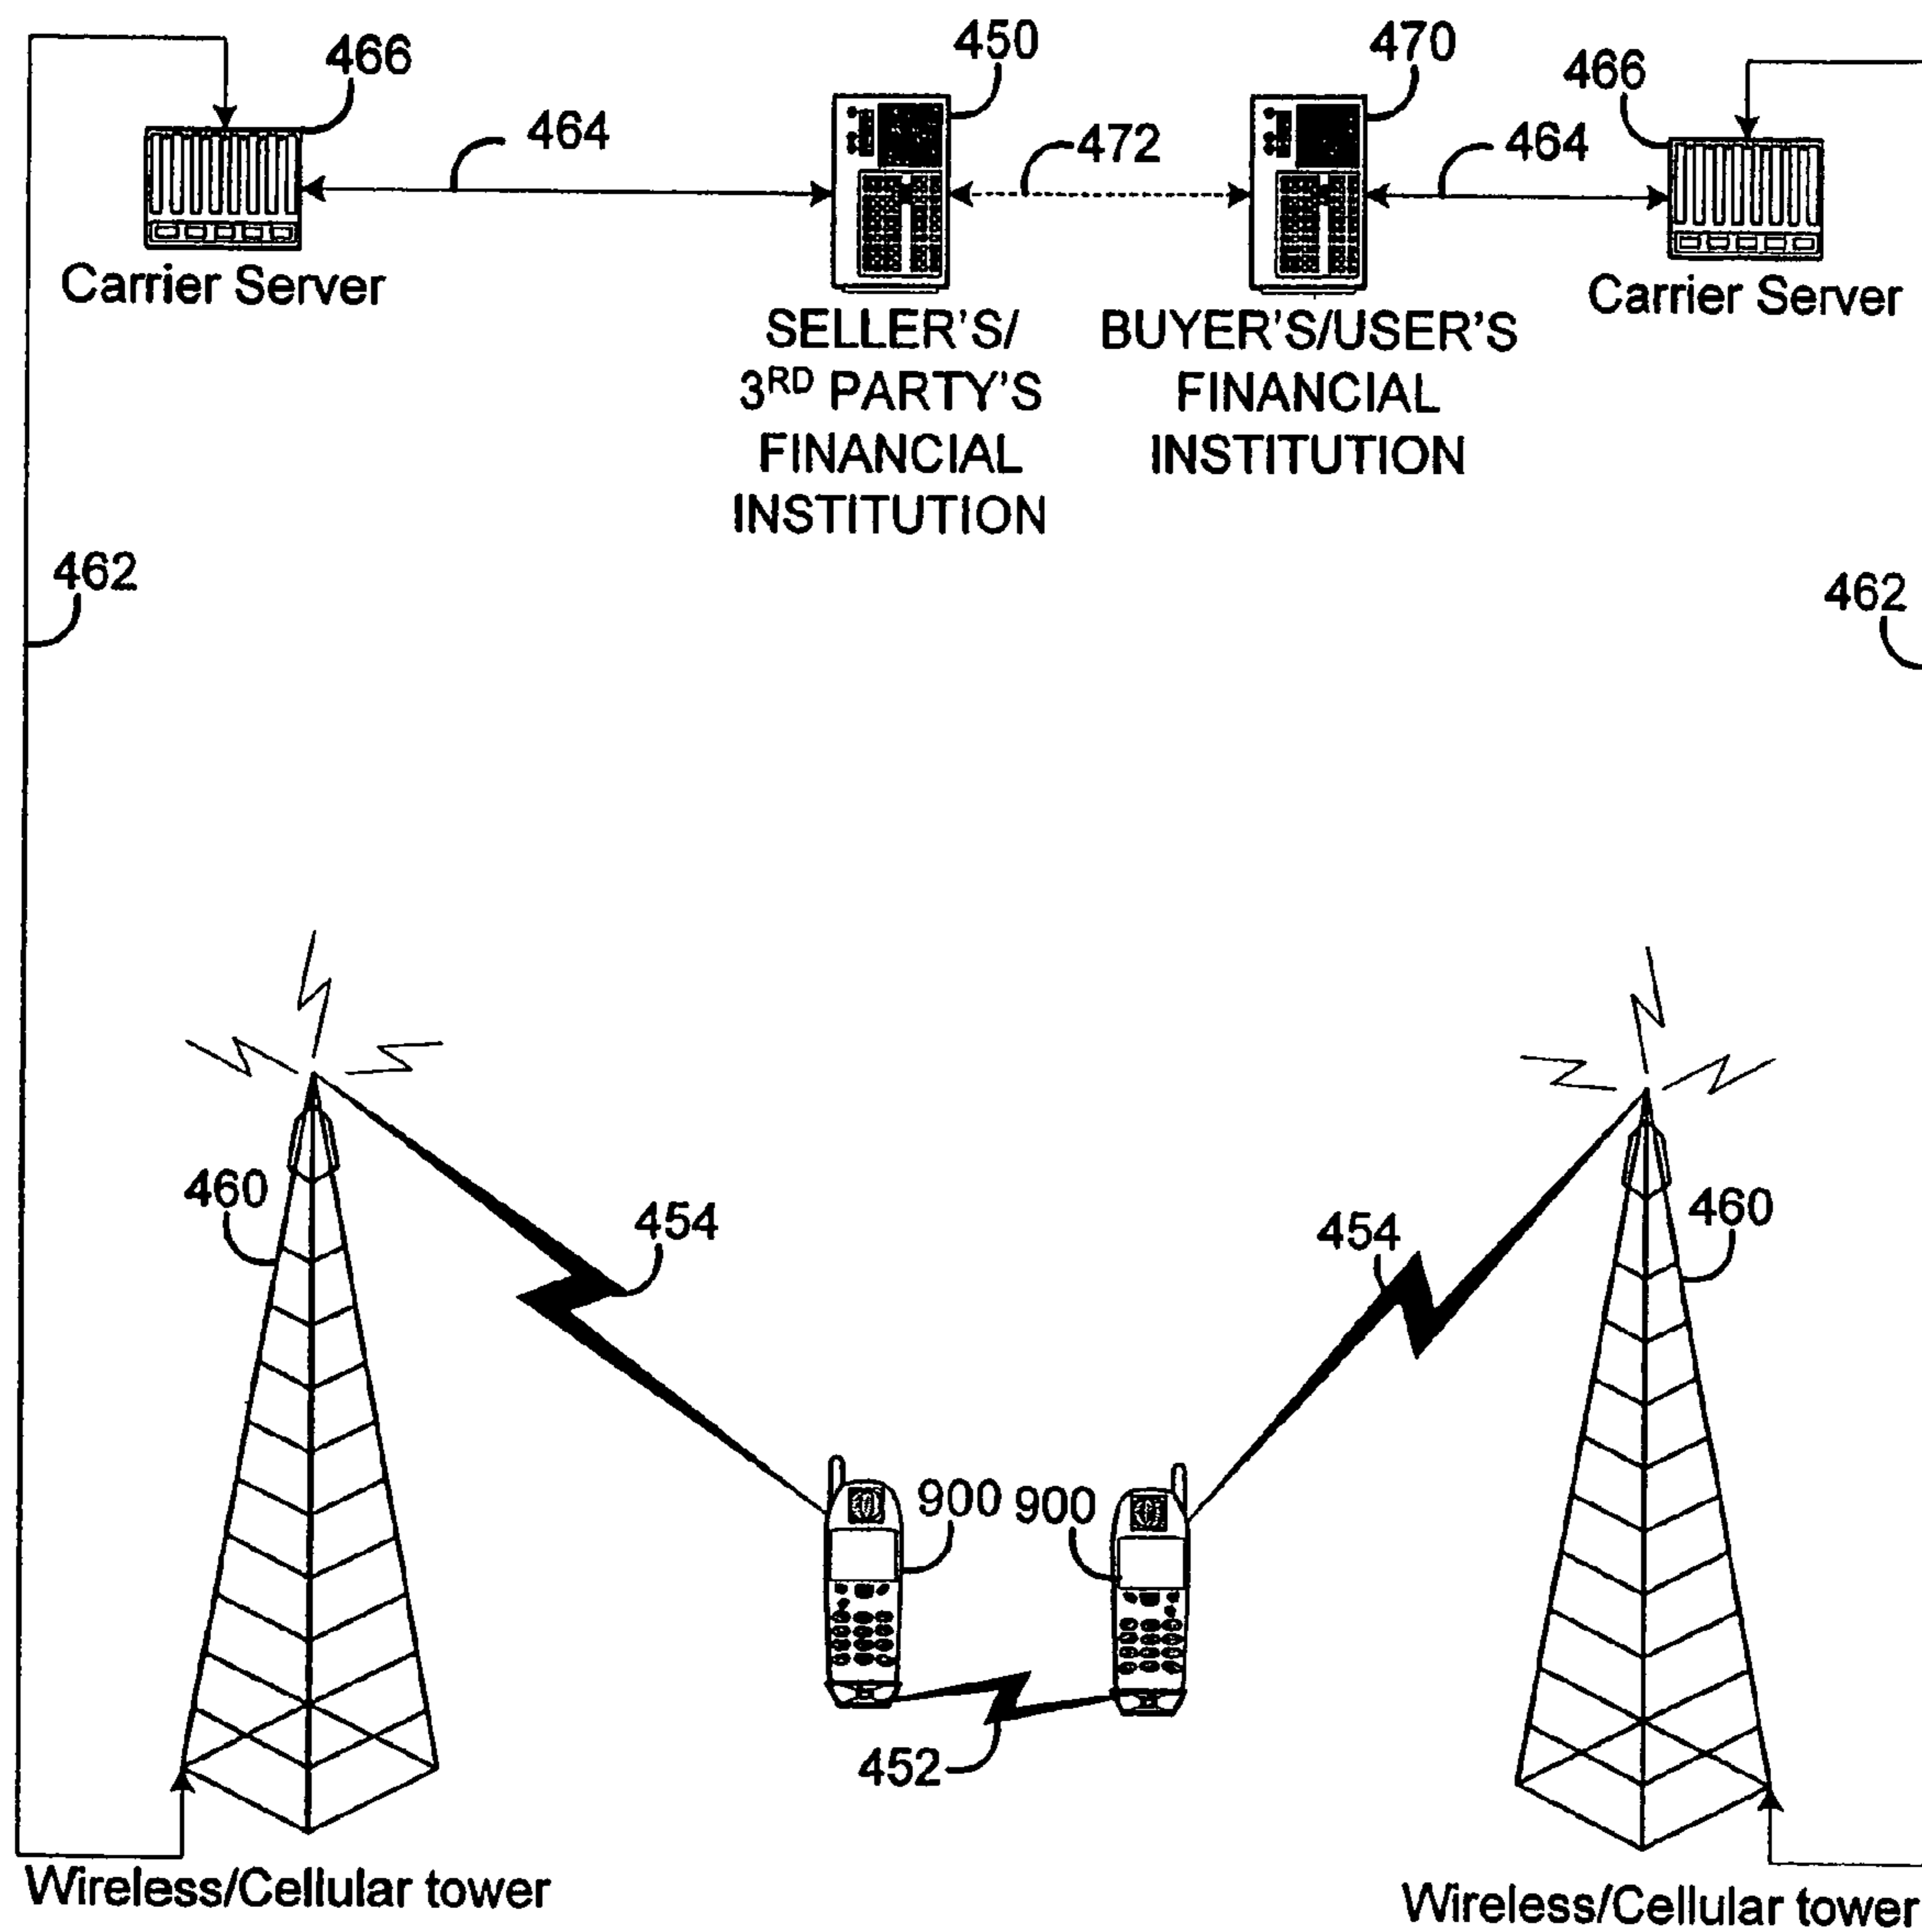 450
470
466
466
464
472
464
Carrier Server
Carrier Server
SELLER'S/
3RD PARTY'S
FINANCIAL
INSTITUTION
BUYER'S/USER'S
FINANCIAL
INSTITUTION
462
462
460
454
454
460
900
900
452
Wireless/Cellular tower
Wireless/Cellular tower